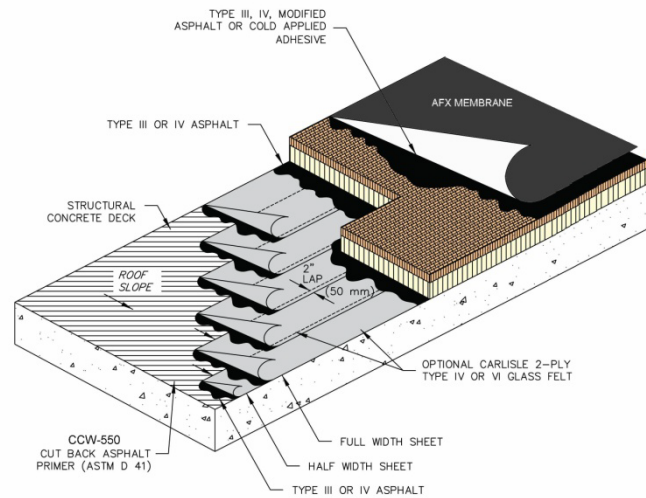 TYPE III, IV, MODIFIED
ASPHALT OR COLD APPLIED
ADHESIVE
AFX MEMBRANE
TYPE III OR IV ASPHALT
STRUCTURAL
CONCRETE DECK
ROOF
SLOPE
2"
LAP
(50 mm)
OPTIONAL CARLISLE 2-PLY
TYPE IV OR VI GLASS FELT
CCW-550
CUT BACK ASPHALT
PRIMER (ASTM D 41)
FULL WIDTH SHEET
HALF WIDTH SHEET
TYPE III OR IV ASPHALT